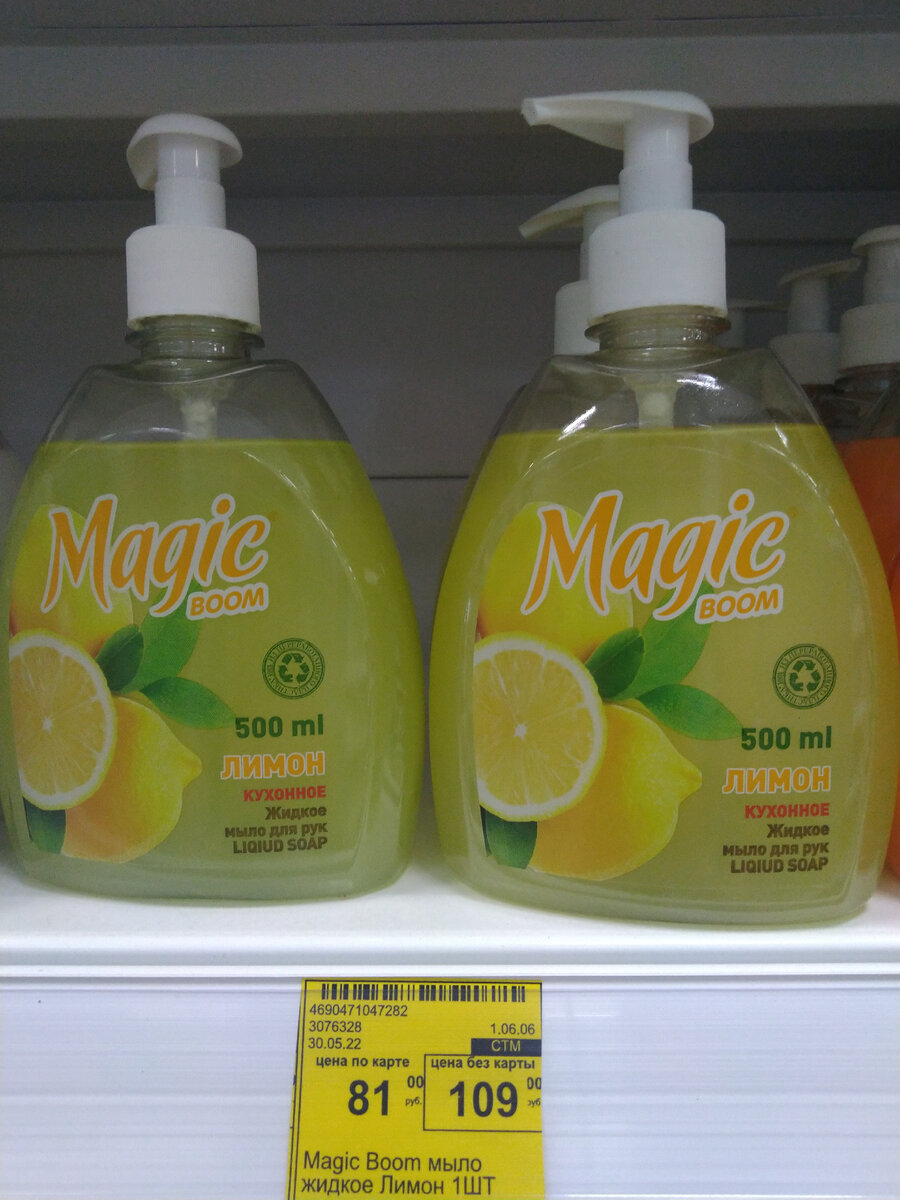 Magic
BOOM
500 ml
ЛИМОН
КУХОННОЕ
Жидкое
мыло для рук
LIQIUD SOAP
Magic
BOOM
500 ml
ЛИМОН
КУХОННОЕ
Жидкое
мыло для рук
LIQIUD SOAP
4690471047282
3076328 1.06.06
30.05.22 СТМ
цена по карте цена без карты
81 00 руб. 109 00
Magic Boom мыло
жидкое Лимон 1ШТ